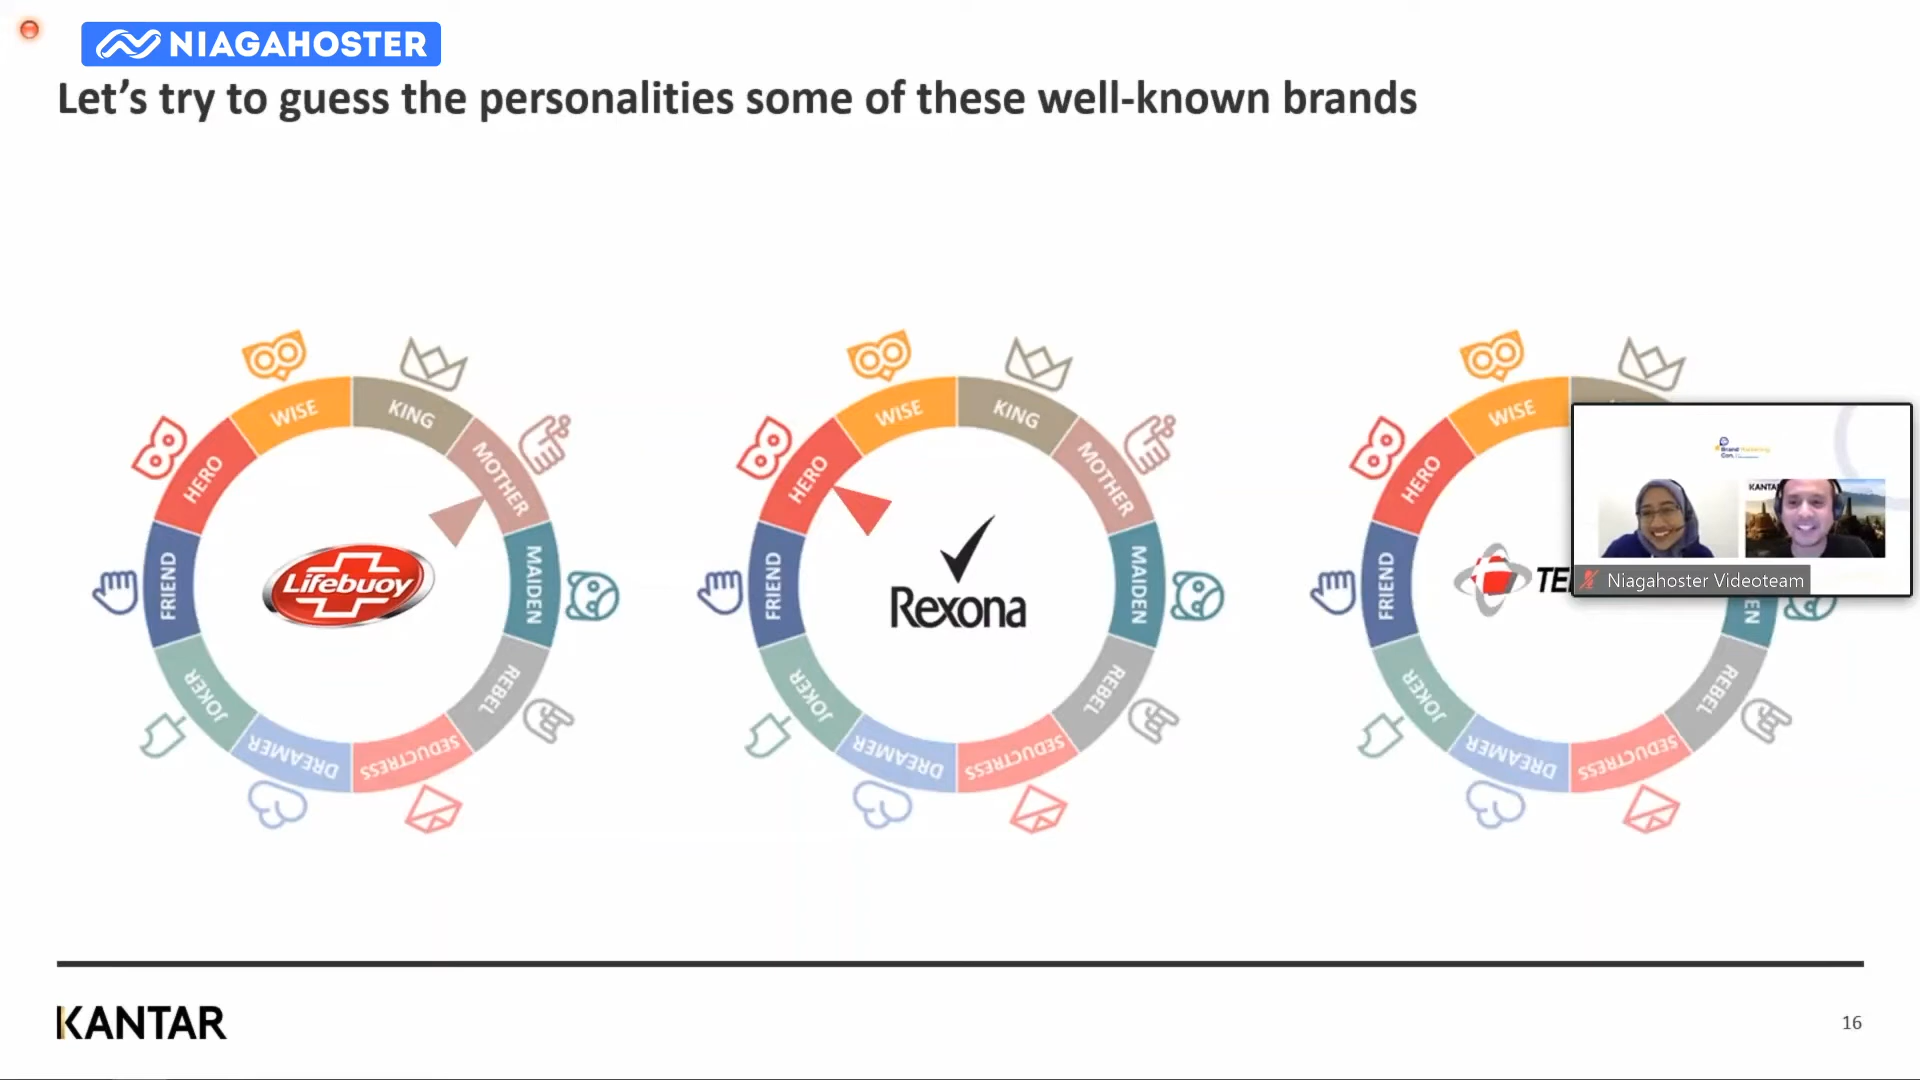 NIAGAHOSTER
Let's try to guess the personalities some of these well-known brands
WISE
KING
HERO
MOTHER
FRIEND
MAIDEN
JOKER
REBEL
DREAMER
SEDUCTRESS
Lifebuoy
WISE
KING
HERO
MOTHER
FRIEND
MAIDEN
JOKER
REBEL
DREAMER
SEDUCTRESS
Rexona
WISE
HERO
FRIEND
EN
JOKER
REBEL
DREAMER
SEDUCTRESS
KANTAR
Niagahoster Videoteam
KANTAR
16